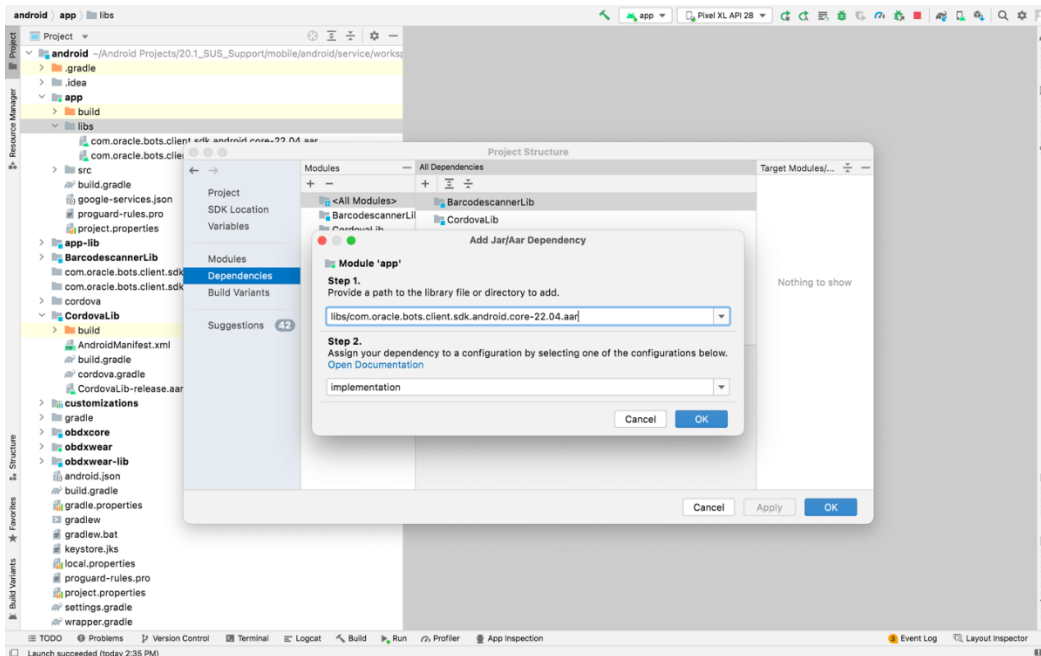 android app libs
app Pixel XL API 28
Project
android ~/Android Projects/20.1_SUS_Support/mobile/android/service/worksp
.gradle
.idea
app
build
libs
com.oracle.bots.client.sdk.android.core-22.04.aar
com.oracle.bots.clie
src
build.gradle
google-services.json
proguard-rules.pro
project.properties
app-lib
BarcodescannerLib
com.oracle.bots.client.sdk
com.oracle.bots.client.sdk
cordova
CordovaLib
build
AndroidManifest.xml
build.gradle
cordova.gradle
CordovaLib-release.aar
customizations
gradle
obdxcore
obdxwear
obdxwear-lib
android.json
build.gradle
gradle.properties
gradlew
gradlew.bat
keystore.jks
local.properties
proguard-rules.pro
project.properties
settings.gradle
wrapper.gradle
Project
Resource Manager
Structure
Favorites
Build Variants
Project Structure
Project
SDK Location
Variables
Modules
Dependencies
Build Variants
Suggestions 42
Modules
<All Modules>
BarcodescannerLi
CordovaLib
All Dependencies
BarcodescannerLib
CordovaLib
Target Modules/...
Nothing to show
Add Jar/Aar Dependency
Module 'app'
Step 1.
Provide a path to the library file or directory to add.
libs/com.oracle.bots.client.sdk.android.core-22.04.aar
Step 2.
Assign your dependency to a configuration by selecting one of the configurations below.
Open Documentation
implementation
Cancel OK
Cancel Apply OK
TODO Problems Version Control Terminal Logcat Build Run Profiler App Inspection 3 Event Log Layout Inspector
Launch succeeded (today 2:35 PM)